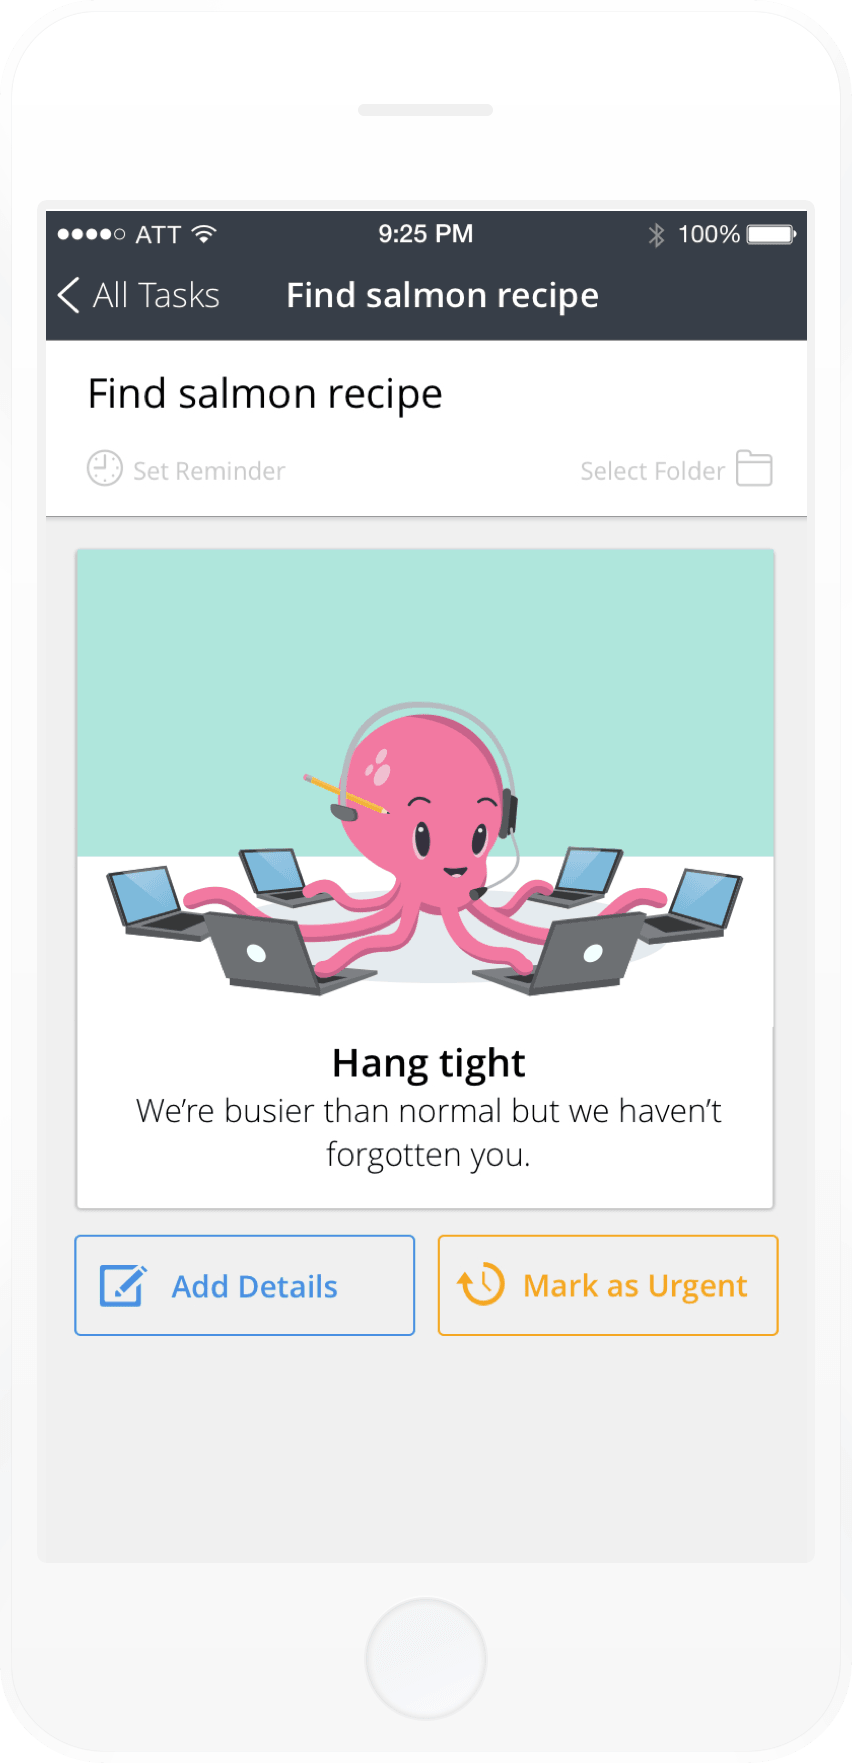 ATT 9:25 PM 100%
All Tasks Find salmon recipe
Find salmon recipe
Set Reminder Select Folder
Hang tight
We’re busier than normal but we haven’t
forgotten you.
Add Details Mark as Urgent